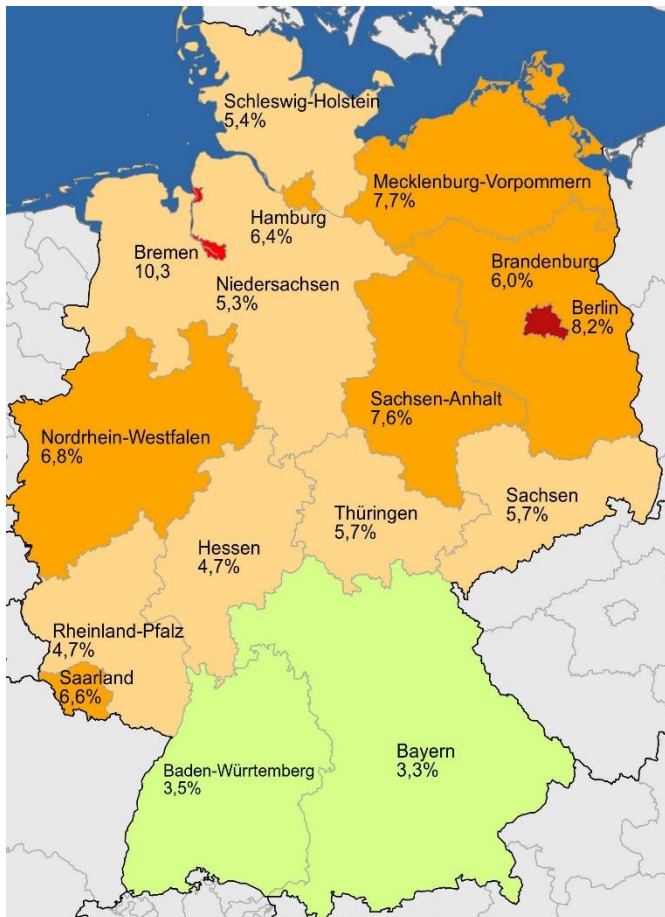 Schleswig-Holstein
5,4%
Mecklenburg-Vorpommern
7,7%
Hamburg
6,4%
Bremen
10,3
Niedersachsen
5,3%
Brandenburg
6,0%
Berlin
8,2%
Sachsen-Anhalt
7,6%
Nordrhein-Westfalen
6,8%
Sachsen
5,7%
Thüringen
5,7%
Hessen
4,7%
Rheinland-Pfalz
4,7%
Saarland
6,6%
Bayern
3,3%
Baden-Würrtemberg
3,5%